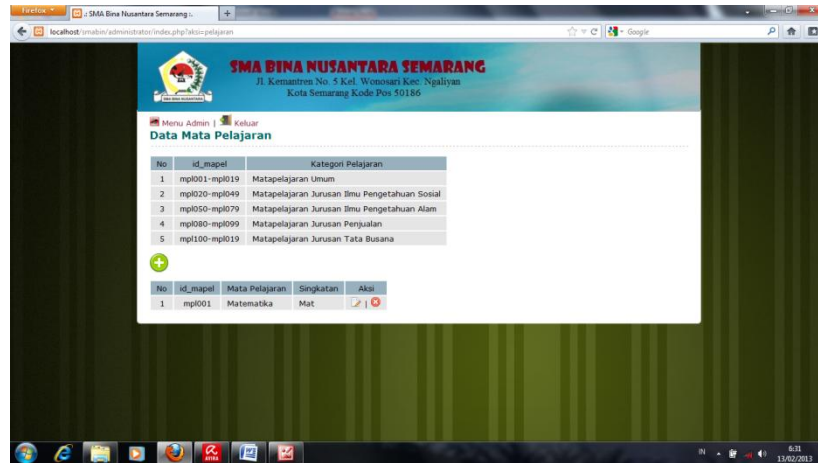 Firefox
.: SMA Bina Nusantara Semarang :.
localhost/smabin/administrator/index.php?aksi=pelajaran
Google
SMA BINA NUSANTARA SEMARANG
Jl. Kemantren No. 5 Kel. Wonosari Kec. Ngaliyan
Kota Semarang Kode Pos 50186
Menu Admin | Keluar
Data Mata Pelajaran
No id_mapel Kategori Pelajaran
1 mpl001-mpl019 Matapelajaran Umum
2 mpl020-mpl049 Matapelajaran Jurusan Ilmu Pengetahuan Sosial
3 mpl050-mpl079 Matapelajaran Jurusan Ilmu Pengetahuan Alam
4 mpl080-mpl099 Matapelajaran Jurusan Penjualan
5 mpl100-mpl019 Matapelajaran Jurusan Tata Busana
No id_mapel Mata Pelajaran Singkatan Aksi
1 mpl001 Matematika Mat |
AVIRA
IN
6:31
13/02/2013